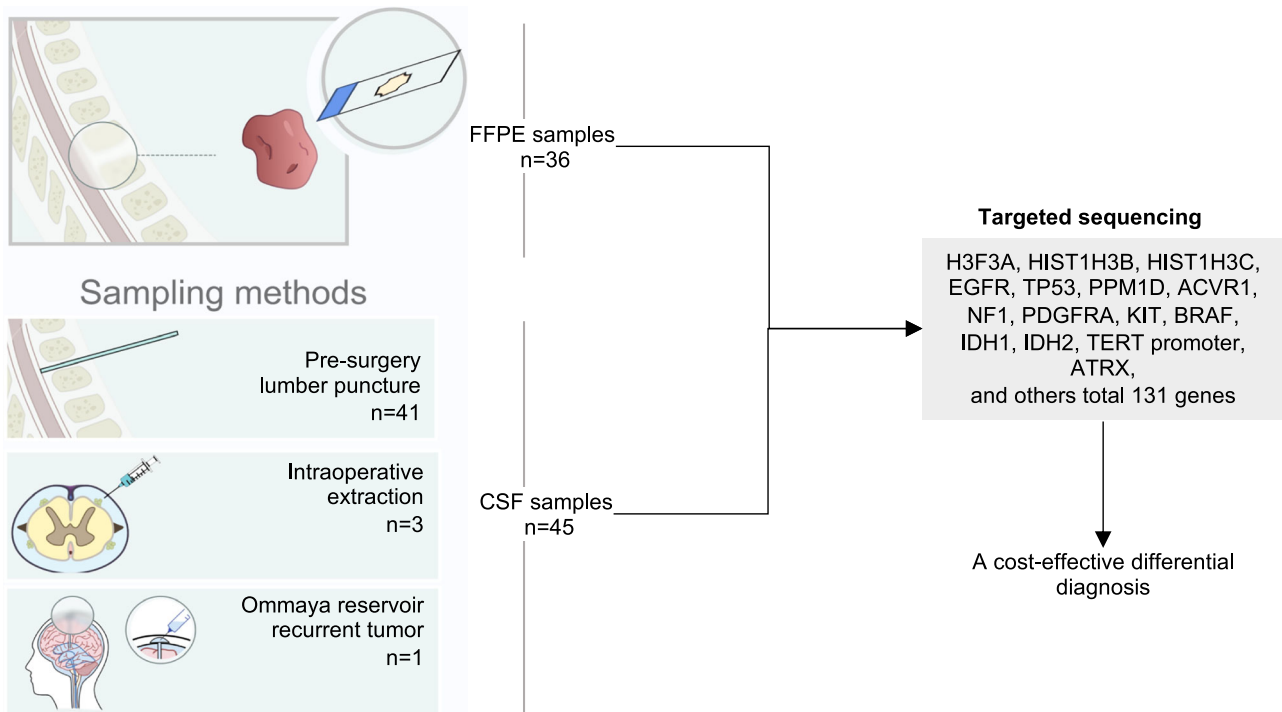 FFPE samples
n=36
Sampling methods
Pre-surgery
lumber puncture
n=41
Intraoperative
extraction
n=3
Ommaya reservoir
recurrent tumor
n=1
CSF samples
n=45
Targeted sequencing
H3F3A, HIST1H3B, HIST1H3C,
EGFR, TP53, PPM1D, ACVR1,
NF1, PDGFRA, KIT, BRAF,
IDH1, IDH2, TERT promoter,
ATRX,
and others total 131 genes
A cost-effective differential
diagnosis